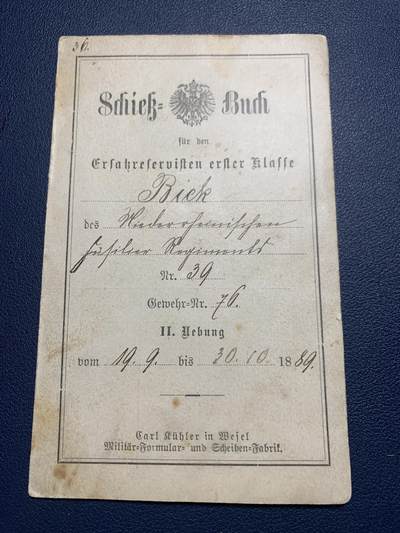 36.
Schieß- Buch
für den
Ersatzreservisten erster Klasse
Bick
des Niederrheinischen
Füsilier Regiments
Nr. 39
Gewehr-Nr. 76.
II. Uebung
vom 19. 9. bis 30. 10. 1889.
Carl Kühler in Wesel
Militär-Formular- und Scheiben-Fabrik.